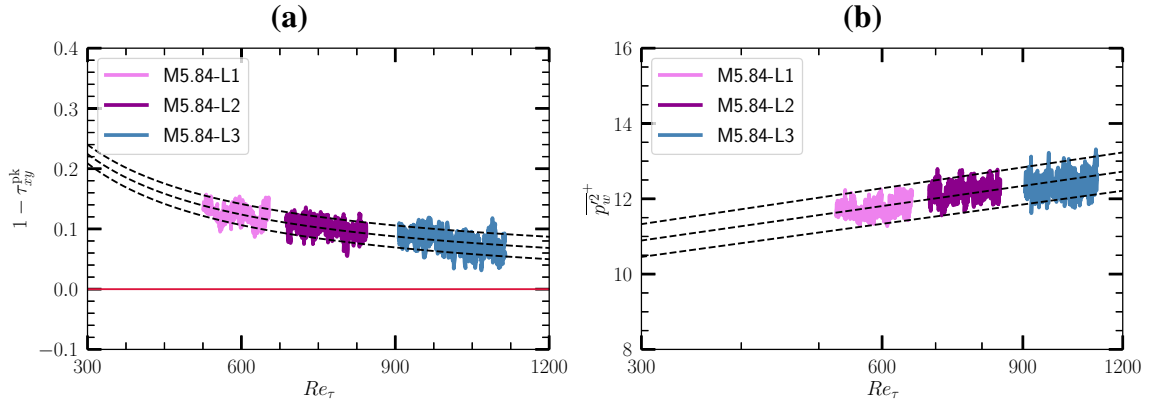 (a)
0.4
0.3
0.2
0.1
0.0
−0.1
1 − τ_xy^pk
M5.84-L1
M5.84-L2
M5.84-L3
300
600
900
1200
Re_τ
(b)
16
14
12
10
8
\overline{p_w'^2}^+
M5.84-L1
M5.84-L2
M5.84-L3
300
600
900
1200
Re_τ